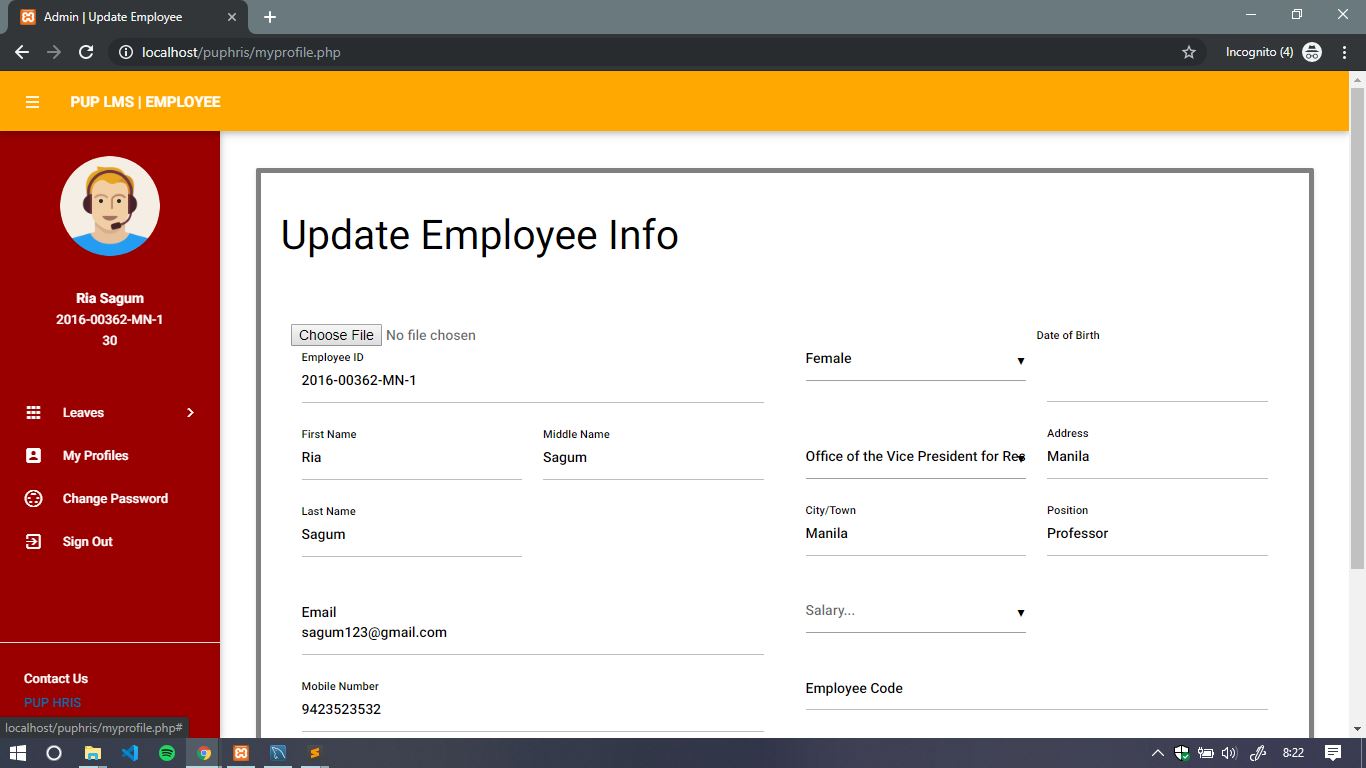 Admin | Update Employee
localhost/puphris/myprofile.php
Incognito (4)
PUP LMS | EMPLOYEE
Ria Sagum
2016-00362-MN-1
30
Leaves
My Profiles
Change Password
Sign Out
Contact Us
PUP HRIS
localhost/puphris/myprofile.php#
Update Employee Info
Choose File No file chosen
Date of Birth
Employee ID
2016-00362-MN-1
Female
First Name
Ria
Middle Name
Sagum
Office of the Vice President for Res
Address
Manila
Last Name
Sagum
City/Town
Manila
Position
Professor
Email
sagum123@gmail.com
Salary...
Mobile Number
9423523532
Employee Code
8:22